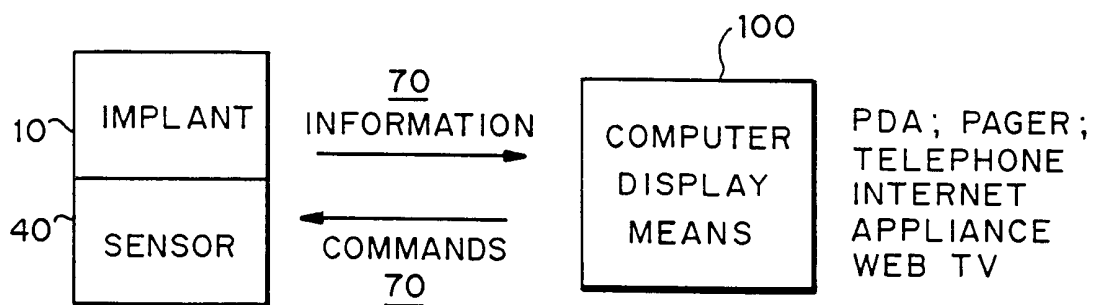 100
10
IMPLANT
40
SENSOR
70
INFORMATION
COMMANDS
70
COMPUTER
DISPLAY
MEANS
PDA; PAGER;
TELEPHONE
INTERNET
APPLIANCE
WEB TV